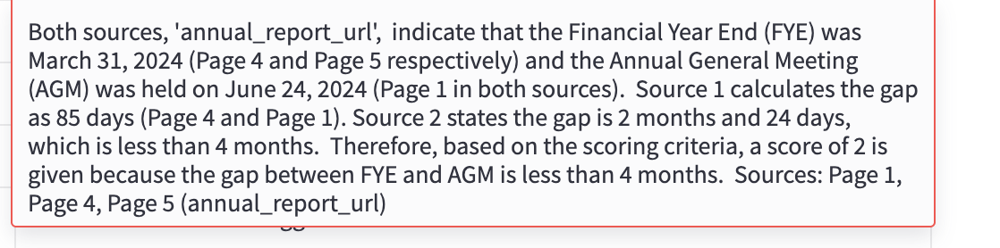 Both sources, 'annual_report_url',  indicate that the Financial Year End (FYE) was
March 31, 2024 (Page 4 and Page 5 respectively) and the Annual General Meeting
(AGM) was held on June 24, 2024 (Page 1 in both sources).  Source 1 calculates the gap
as 85 days (Page 4 and Page 1). Source 2 states the gap is 2 months and 24 days,
which is less than 4 months.  Therefore, based on the scoring criteria, a score of 2 is
given because the gap between FYE and AGM is less than 4 months.  Sources: Page 1,
Page 4, Page 5 (annual_report_url)